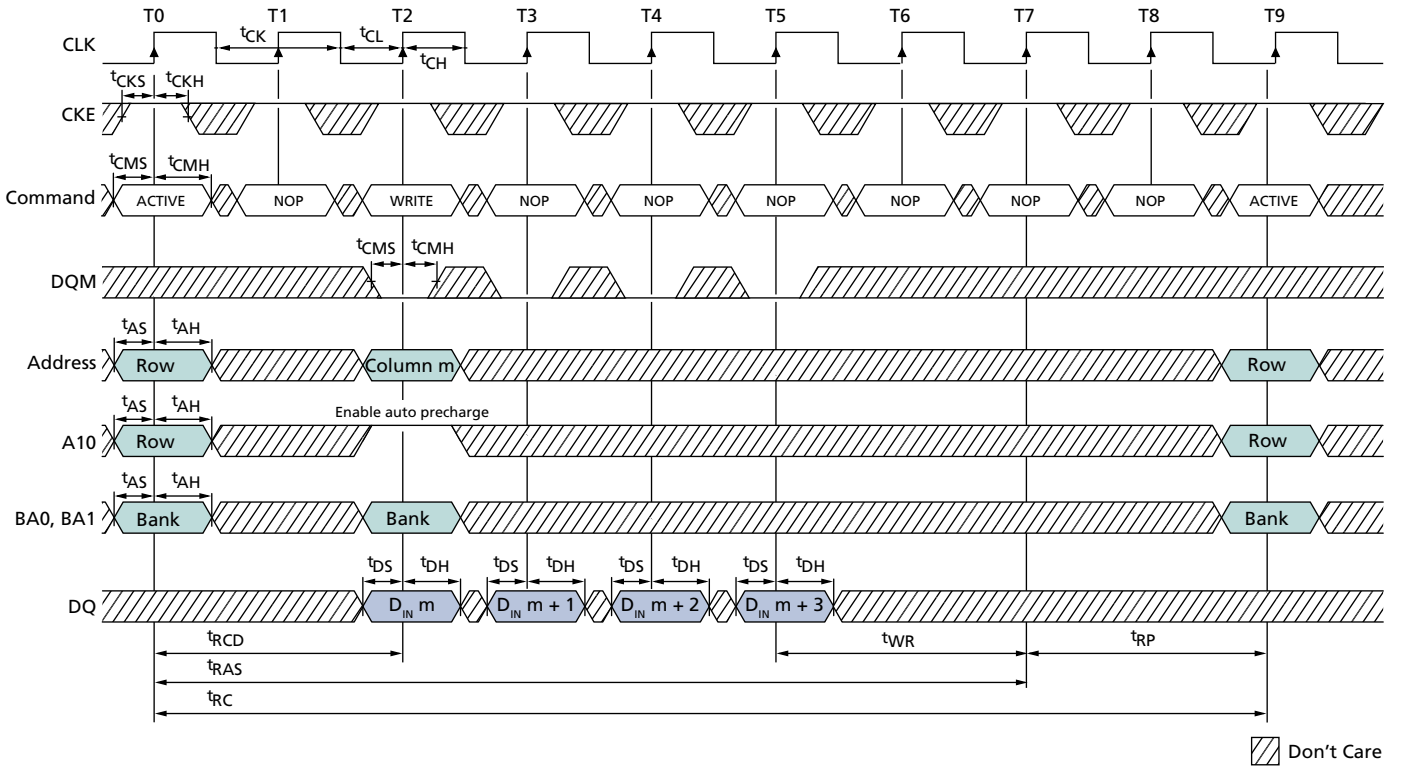 T0 T1 T2 T3 T4 T5 T6 T7 T8 T9
CLK tCK tCL tCH
tCKS tCKH
CKE
tCMS tCMH
Command ACTIVE NOP WRITE NOP NOP NOP NOP NOP NOP ACTIVE
tCMS tCMH
DQM
tAS tAH
Address Row Column m Row
tAS tAH Enable auto precharge
A10 Row Row
tAS tAH
BA0, BA1 Bank Bank Bank
tDS tDH tDS tDH tDS tDH tDS tDH
DQ DIN m DIN m + 1 DIN m + 2 DIN m + 3
tRCD tWR tRP
tRAS
tRC
Don't Care